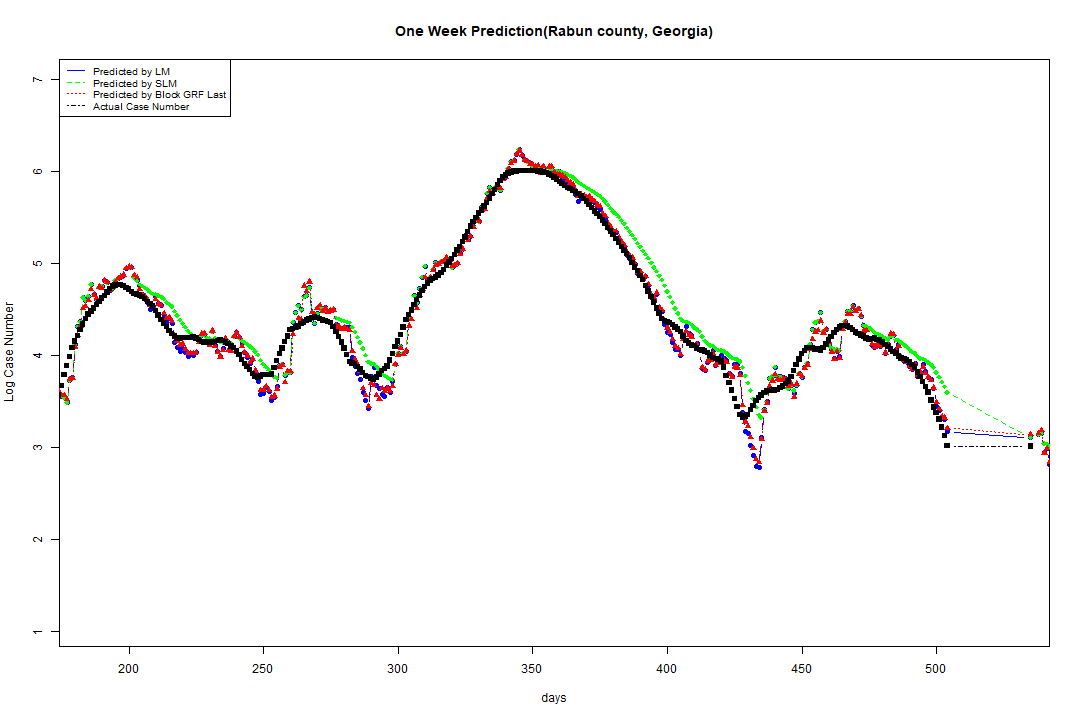 One Week Prediction(Rabun county, Georgia)
Predicted by LM
Predicted by SLM
Predicted by Block GRF Last
Actual Case Number
7
6
5
4
3
2
1
Log Case Number
200 250 300 350 400 450 500
days